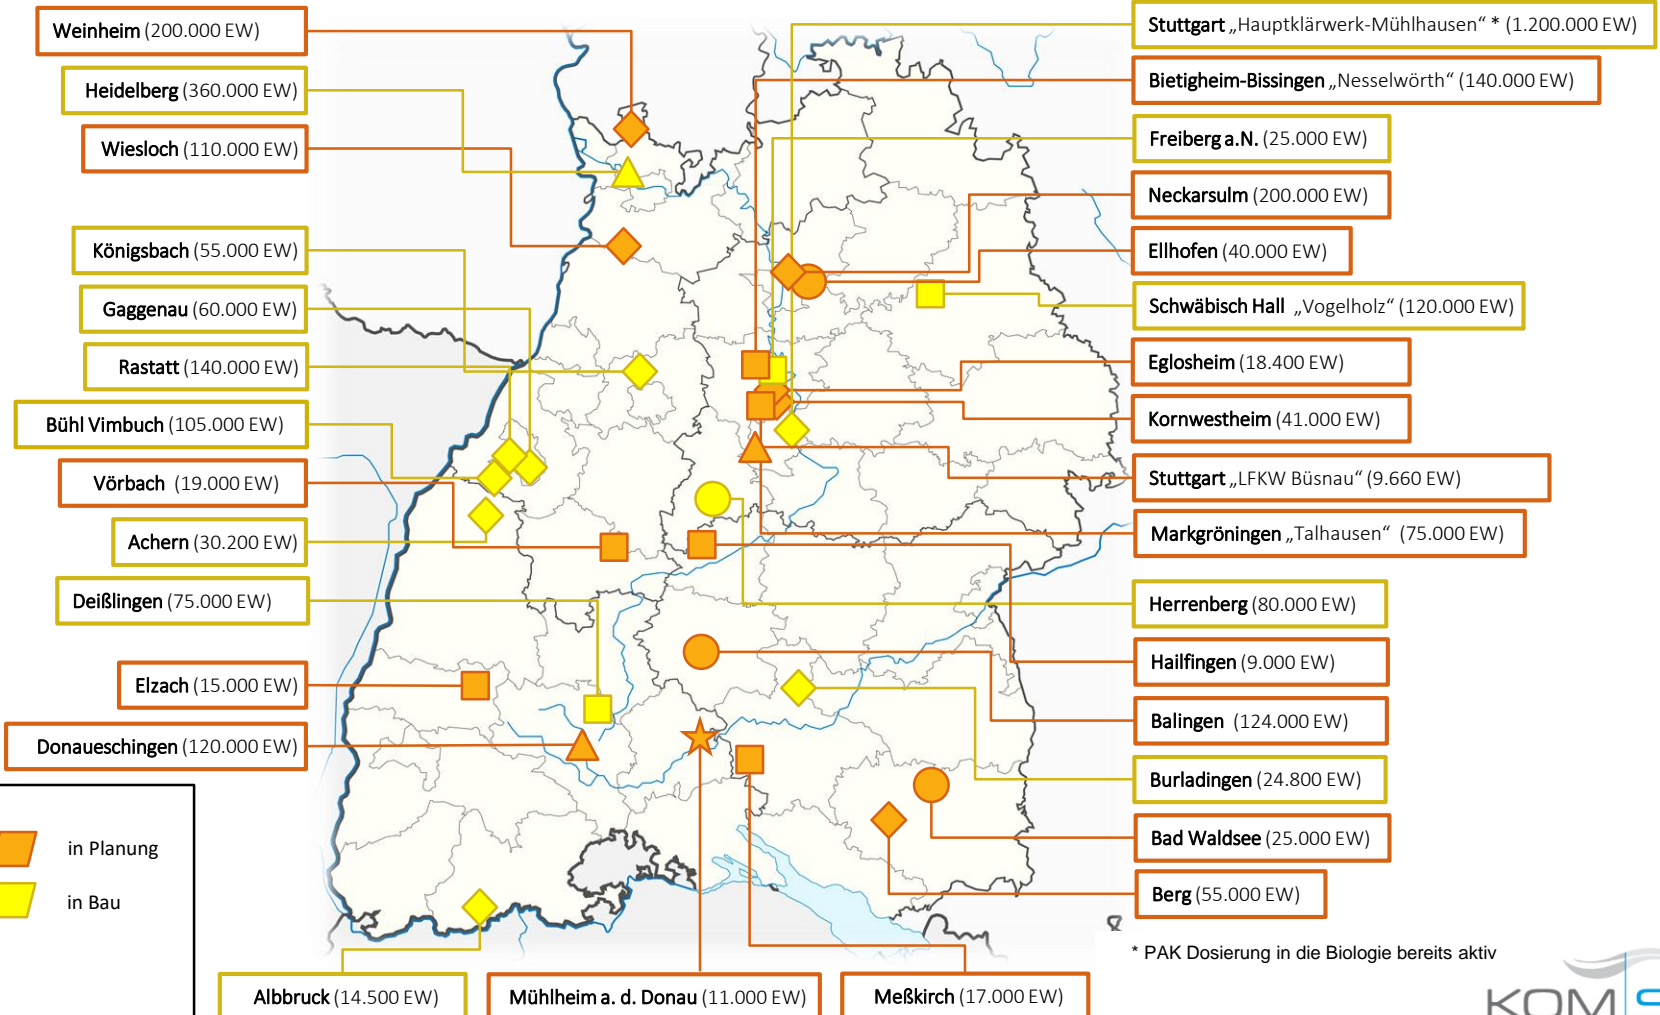 Weinheim (200.000 EW)
Heidelberg (360.000 EW)
Wiesloch (110.000 EW)
Königsbach (55.000 EW)
Gaggenau (60.000 EW)
Rastatt (140.000 EW)
Bühl Vimbuch (105.000 EW)
Vörbach (19.000 EW)
Achern (30.200 EW)
Deißlingen (75.000 EW)
Elzach (15.000 EW)
Donaueschingen (120.000 EW)
in Planung
in Bau
Albbruck (14.500 EW)
Mühlheim a. d. Donau (11.000 EW)
Meßkirch (17.000 EW)
Stuttgart „Hauptklärwerk-Mühlhausen“ * (1.200.000 EW)
Bietigheim-Bissingen „Nesselwörth“ (140.000 EW)
Freiberg a.N. (25.000 EW)
Neckarsulm (200.000 EW)
Ellhofen (40.000 EW)
Schwäbisch Hall „Vogelholz“ (120.000 EW)
Eglosheim (18.400 EW)
Kornwestheim (41.000 EW)
Stuttgart „LFKW Büsnau“ (9.660 EW)
Markgröningen „Talhausen“ (75.000 EW)
Herrenberg (80.000 EW)
Hailfingen (9.000 EW)
Balingen (124.000 EW)
Burladingen (24.800 EW)
Bad Waldsee (25.000 EW)
Berg (55.000 EW)
* PAK Dosierung in die Biologie bereits aktiv
KOM